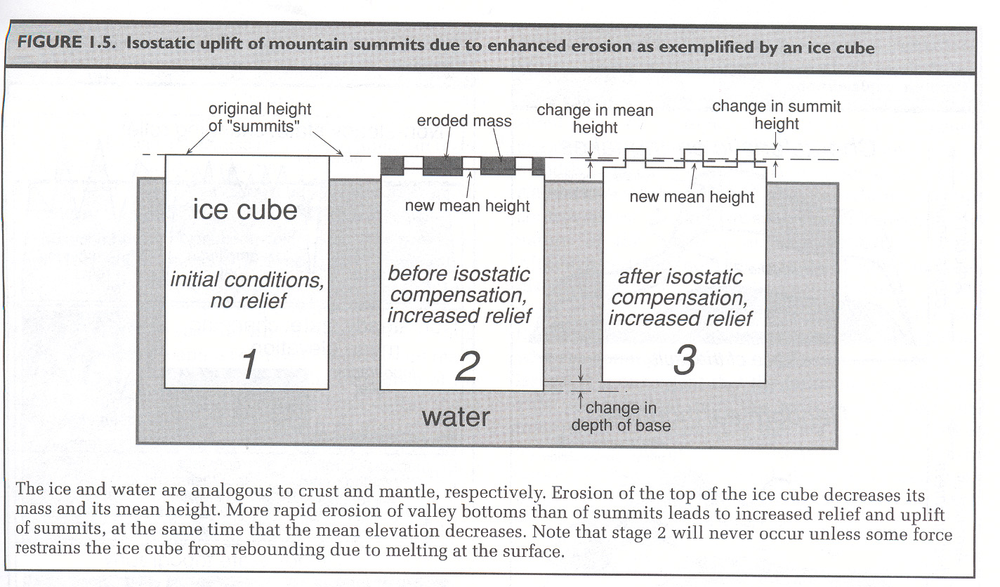 FIGURE 1.5. Isostatic uplift of mountain summits due to enhanced erosion as exemplified by an ice cube
original height
of "summits"
eroded mass
change in mean
height
change in summit
height
new mean height
new mean height
ice cube
initial conditions,
no relief
1
before isostatic
compensation,
increased relief
2
after isostatic
compensation,
increased relief
3
water
change in
depth of base
The ice and water are analogous to crust and mantle, respectively. Erosion of the top of the ice cube decreases its
mass and its mean height. More rapid erosion of valley bottoms than of summits leads to increased relief and uplift
of summits, at the same time that the mean elevation decreases. Note that stage 2 will never occur unless some force
restrains the ice cube from rebounding due to melting at the surface.